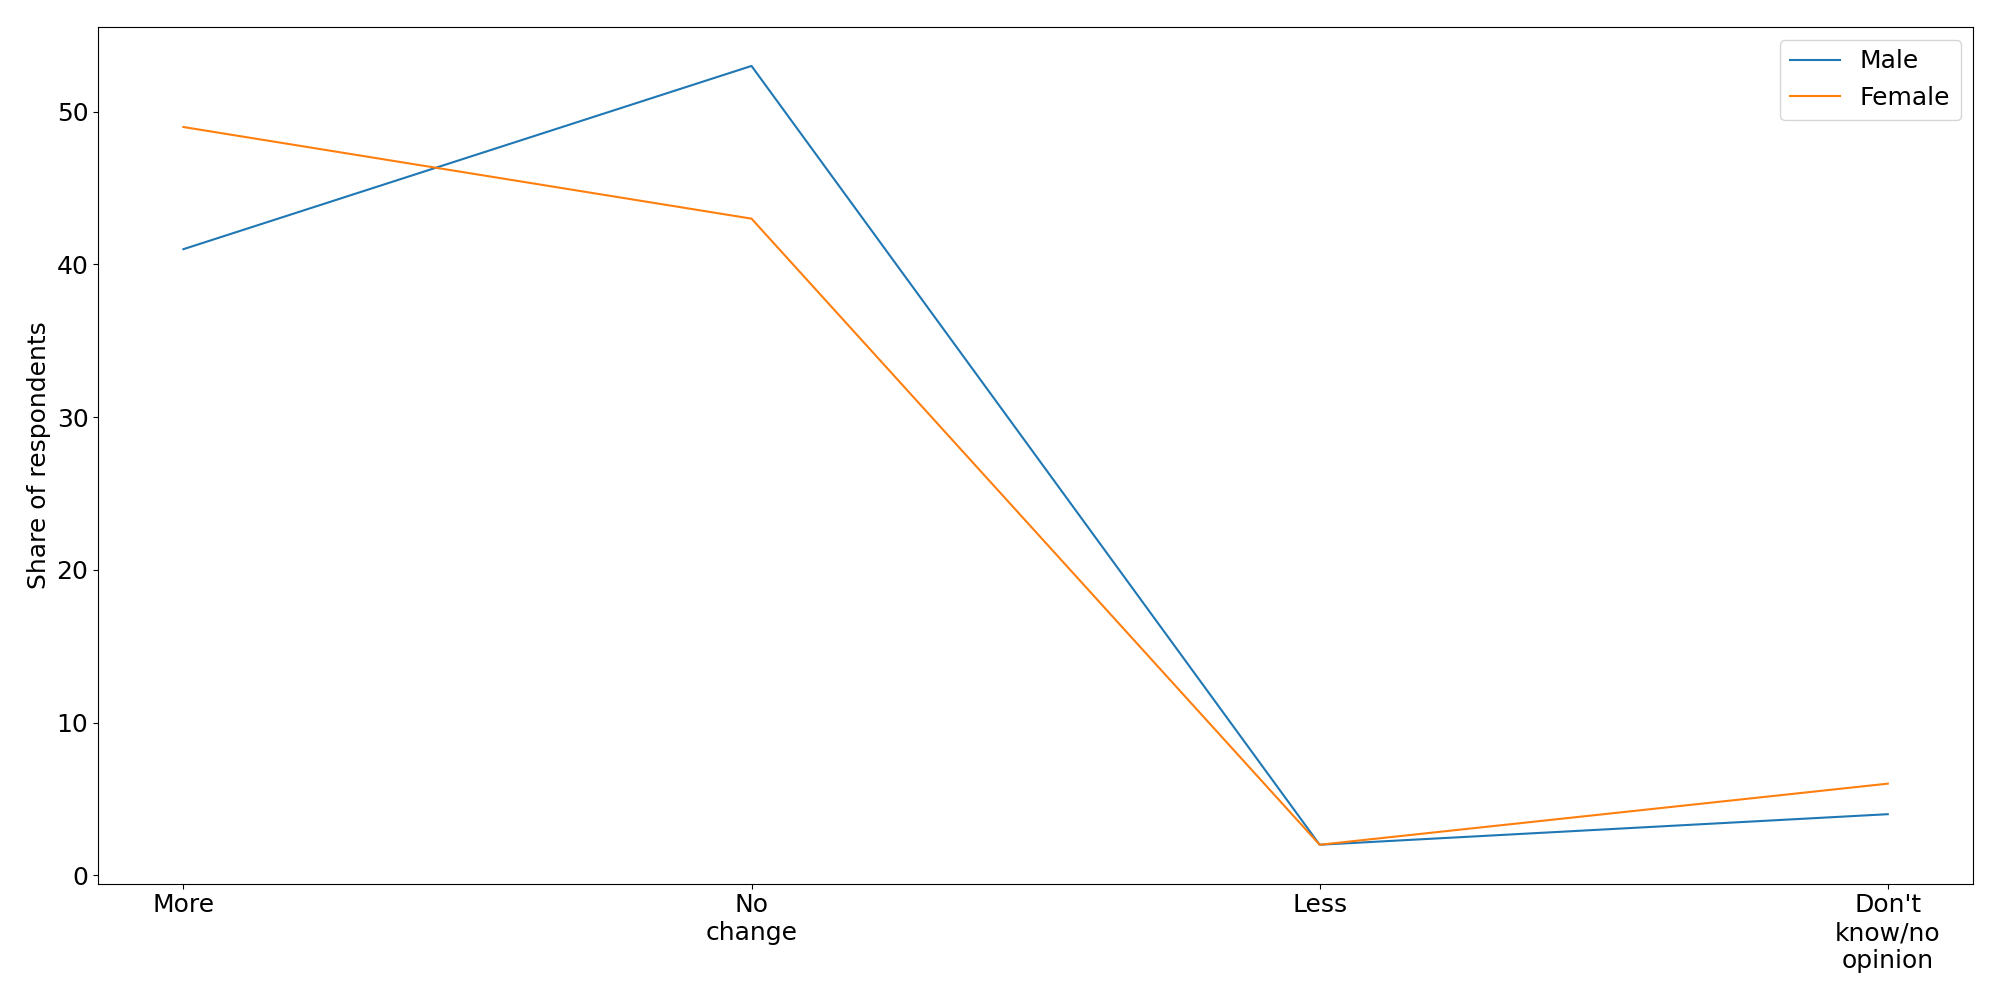 Male
Female
Share of respondents
50
40
30
20
10
0
More
No
change
Less
Don't
know/no
opinion